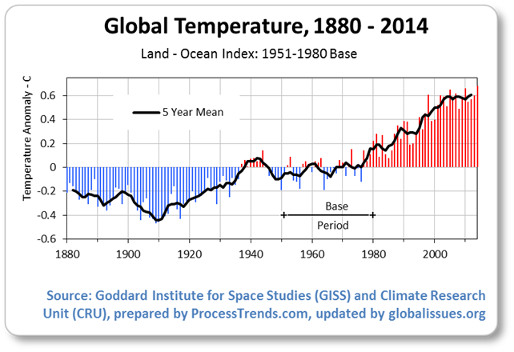 Global Temperature, 1880 - 2014
Land - Ocean Index: 1951-1980 Base
Temperature Anomaly - C
0.6
0.4
0.2
0
-0.2
-0.4
-0.6
5 Year Mean
Base
Period
1880 1900 1920 1940 1960 1980 2000
Source: Goddard Institute for Space Studies (GISS) and Climate Research
Unit (CRU), prepared by ProcessTrends.com, updated by globalissues.org